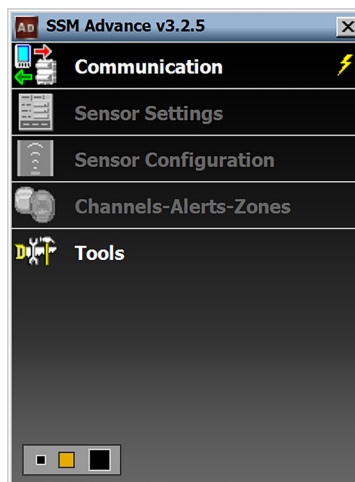 AD SSM Advance v3.2.5
Communication
Sensor Settings
Sensor Configuration
Channels-Alerts-Zones
Tools